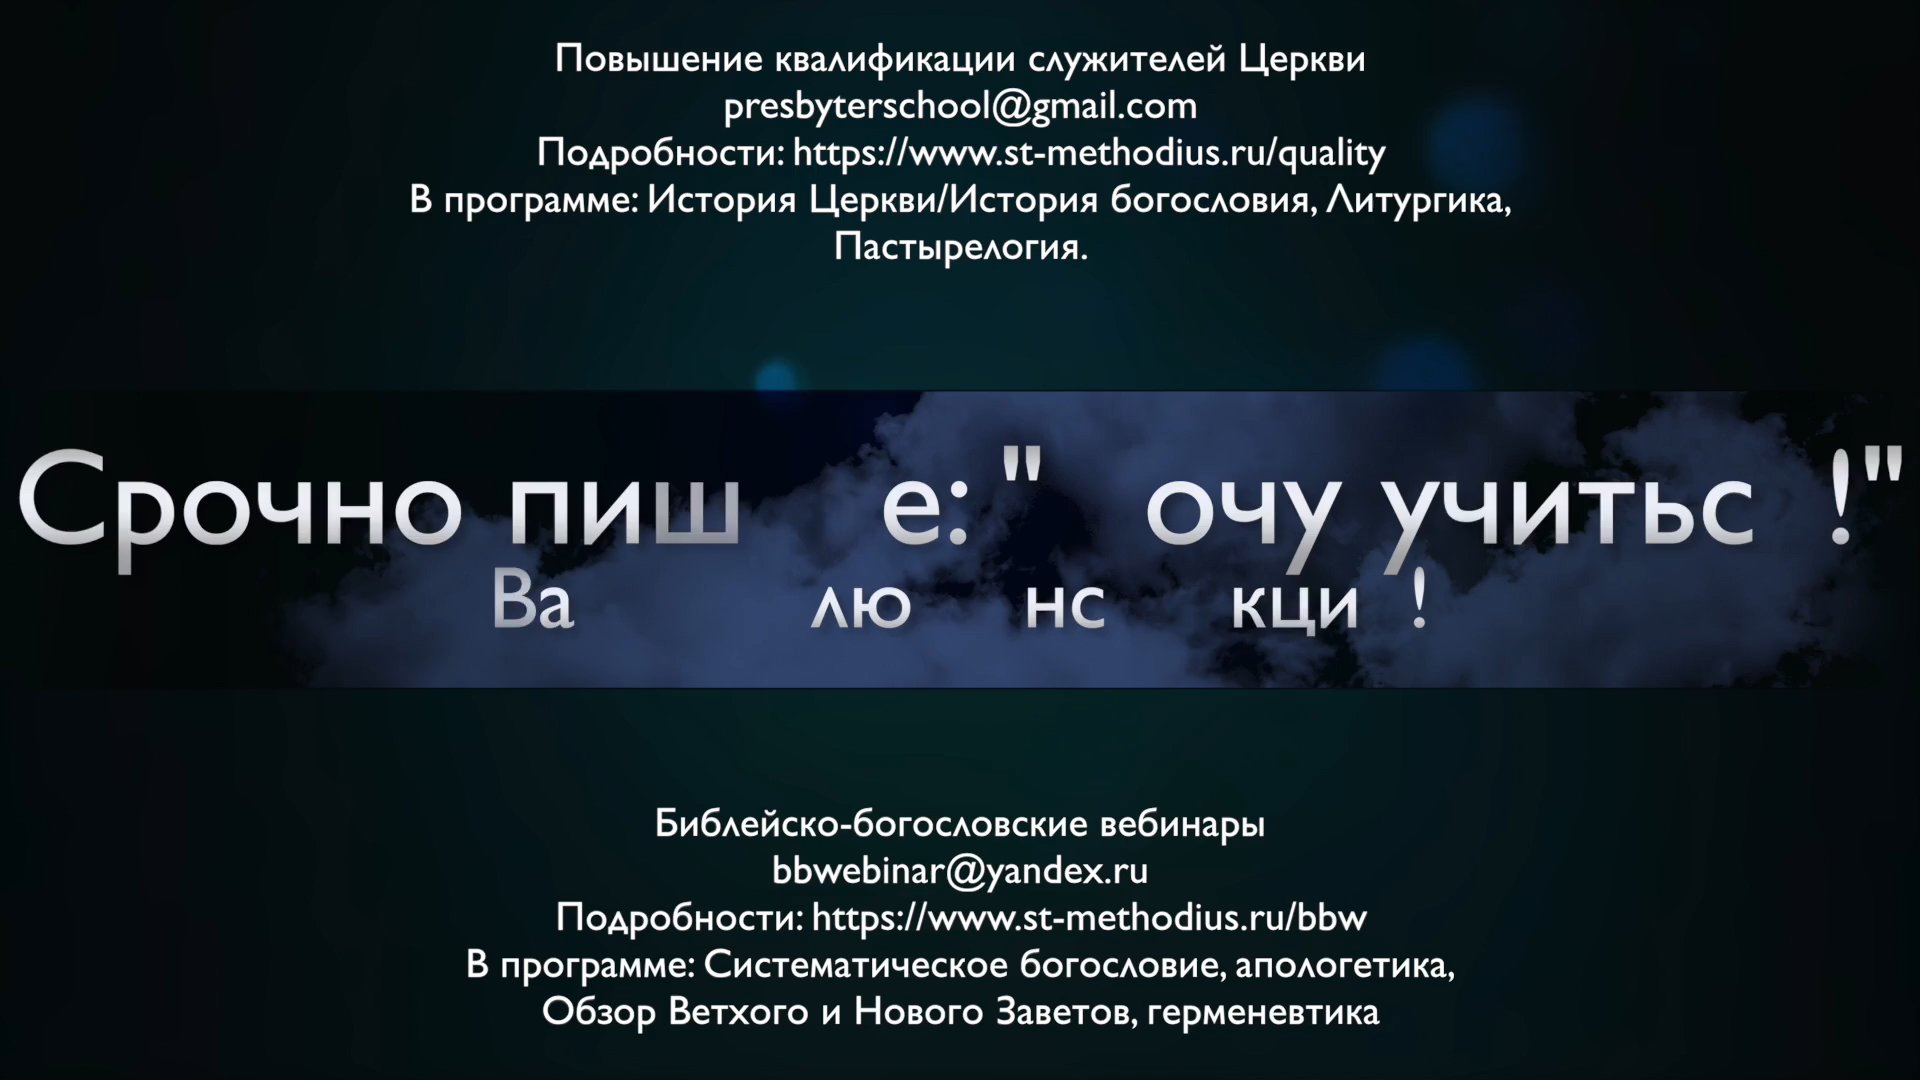 Повышение квалификации служителей Церкви
presbyterschool@gmail.com
Подробности: https://www.st-methodius.ru/quality
В программе: История Церкви/История богословия, Литургика,
Пастырелогия.
Срочно пиш е: " очу учитьс !"
Ва лю нс кци !
Библейско-богословские вебинары
bbwebinar@yandex.ru
Подробности: https://www.st-methodius.ru/bbw
В программе: Систематическое богословие, апологетика,
Обзор Ветхого и Нового Заветов, герменевтика